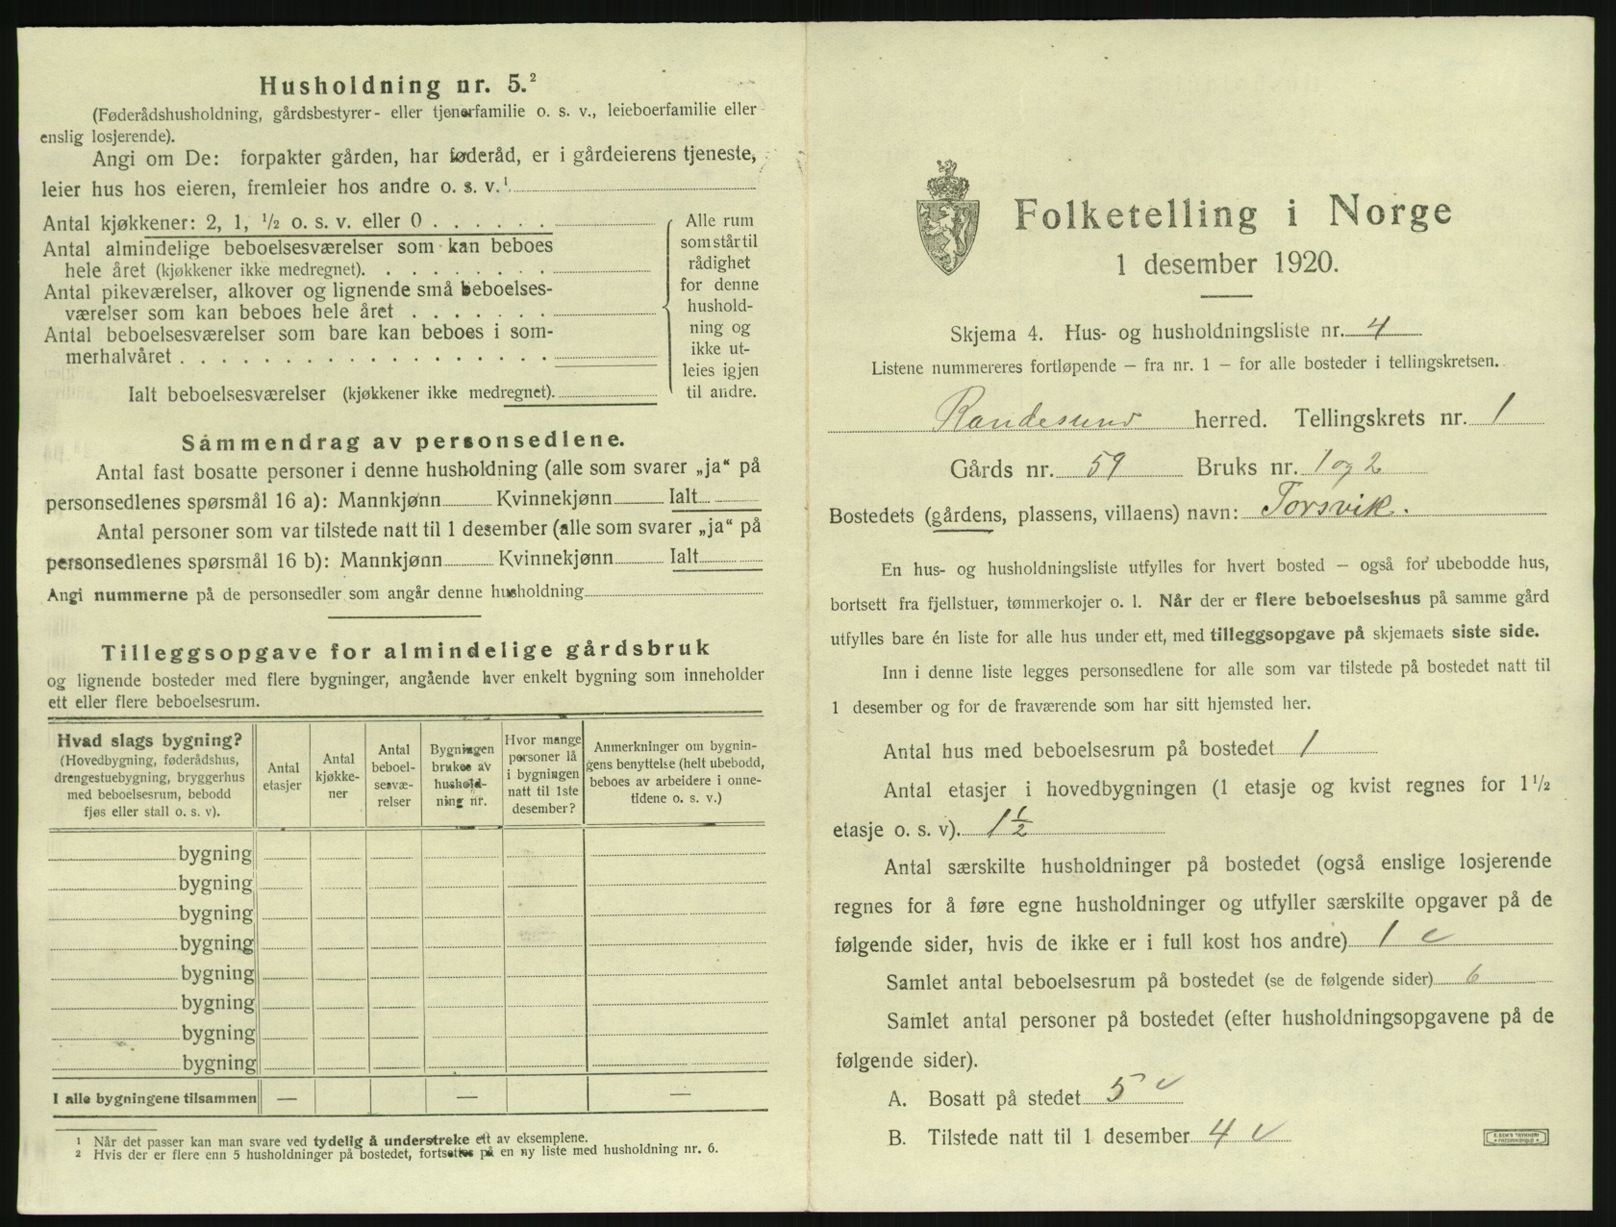 Husholdning nr. 5.²
(Føderådshusholdning, gårdsbestyrer- eller tjenerfamilie o. s. v., leieboerfamilie eller
enslig losjerende).
Angi om De: forpakter gården, har føderåd, er i gårdeierens tjeneste,
leier hus hos eieren, fremleier hos andre o. s. v.¹
Antal kjøkkener: 2, 1, ½ o. s. v. eller 0 . . . . . .
Antal almindelige beboelsesværelser som kan beboes
hele året (kjøkkener ikke medregnet). . . . . . . .
Antal pikeværelser, alkover og lignende små beboelses-
værelser som kan beboes hele året . . . . . . .
Antal beboelsesværelser som bare kan beboes i som-
merhalvåret . . . . . . . . . . . . . . . . . .
Ialt beboelsesværelser (kjøkkener ikke medregnet).
Alle rum
som står til
rådighet
for denne
hushold-
ning og
ikke ut-
leies igjen
til andre.
Sammendrag av personsedlene.
Antal fast bosatte personer i denne husholdning (alle som svarer „ja“ på
personsedlenes spørsmål 16 a): Mannkjønn Kvinnekjønn Ialt
Antal personer som var tilstede natt til 1 desember (alle som svarer „ja“ på
personsedlenes spørsmål 16 b): Mannkjønn Kvinnekjønn Ialt
Angi nummerne på de personsedler som angår denne husholdning
Tilleggsopgave for almindelige gårdsbruk
og lignende bosteder med flere bygninger, angående hver enkelt bygning som inneholder
ett eller flere beboelsesrum.
Hvad slags bygning?
(Hovedbygning, føderådshus,
drengestuebygning, bryggerhus
med beboelsesrum, bebodd
fjøs eller stall o. s. v).
Antal
etasjer
Antal
kjøkke-
ner
Antal
beboel-
sesvæ-
relser
Bygningen
brukes av
hushold-
ning nr.
Hvor mange
personer lå
i bygningen
natt til 1ste
desember?
Anmerkninger om bygnin-
gens benyttelse (helt ubebodd,
beboes av arbeidere i onne-
tidene o. s. v.)
bygning
bygning
bygning
bygning
bygning
bygning
bygning
bygning
I alle bygningene tilsammen — — —
¹ Når det passer kan man svare ved tydelig å understreke ett av eksemplene.
² Hvis der er flere enn 5 husholdninger på bostedet, fortsettes på en ny liste med husholdning nr. 6.
Folketelling i Norge
1 desember 1920.
Skjema 4. Hus- og husholdningsliste nr. 4
Listene nummereres fortløpende — fra nr. 1 — for alle bosteder i tellingskretsen.
Randesund herred. Tellingskrets nr. 1
Gårds nr. 59 Bruks nr. 1 og 2
Bostedets (gårdens, plassens, villaens) navn: Torsvik.
En hus- og husholdningsliste utfylles for hvert bosted — også for ubebodde hus,
bortsett fra fjellstuer, tømmerkojer o. l. Når der er flere beboelseshus på samme gård
utfylles bare én liste for alle hus under ett, med tilleggsopgave på skjemaets siste side.
Inn i denne liste legges personsedlene for alle som var tilstede på bostedet natt til
1 desember og for de fraværende som har sitt hjemsted her.
Antal hus med beboelsesrum på bostedet 1
Antal etasjer i hovedbygningen (1 etasje og kvist regnes for 1½
etasje o. s. v). 1½
Antal særskilte husholdninger på bostedet (også enslige losjerende
regnes for å føre egne husholdninger og utfyller særskilte opgaver på de
følgende sider, hvis de ikke er i full kost hos andre) 1 v
Samlet antal beboelsesrum på bostedet (se de følgende sider) 6
Samlet antal personer på bostedet (efter husholdningsopgavene på de
følgende sider).
A. Bosatt på stedet 5 v
B. Tilstede natt til 1 desember 4 v